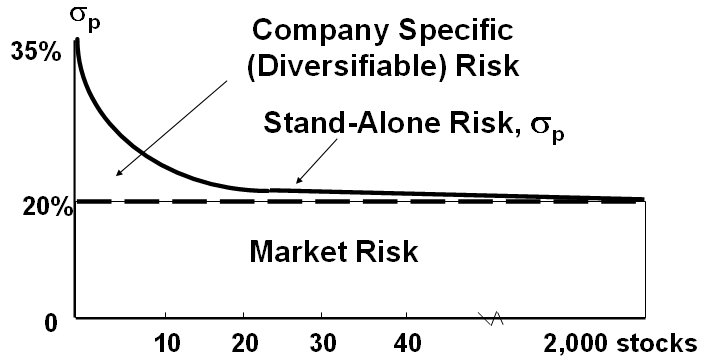 σp
35%
Company Specific
(Diversifiable) Risk
Stand-Alone Risk, σp
20%
Market Risk
0
10 20 30 40 2,000 stocks